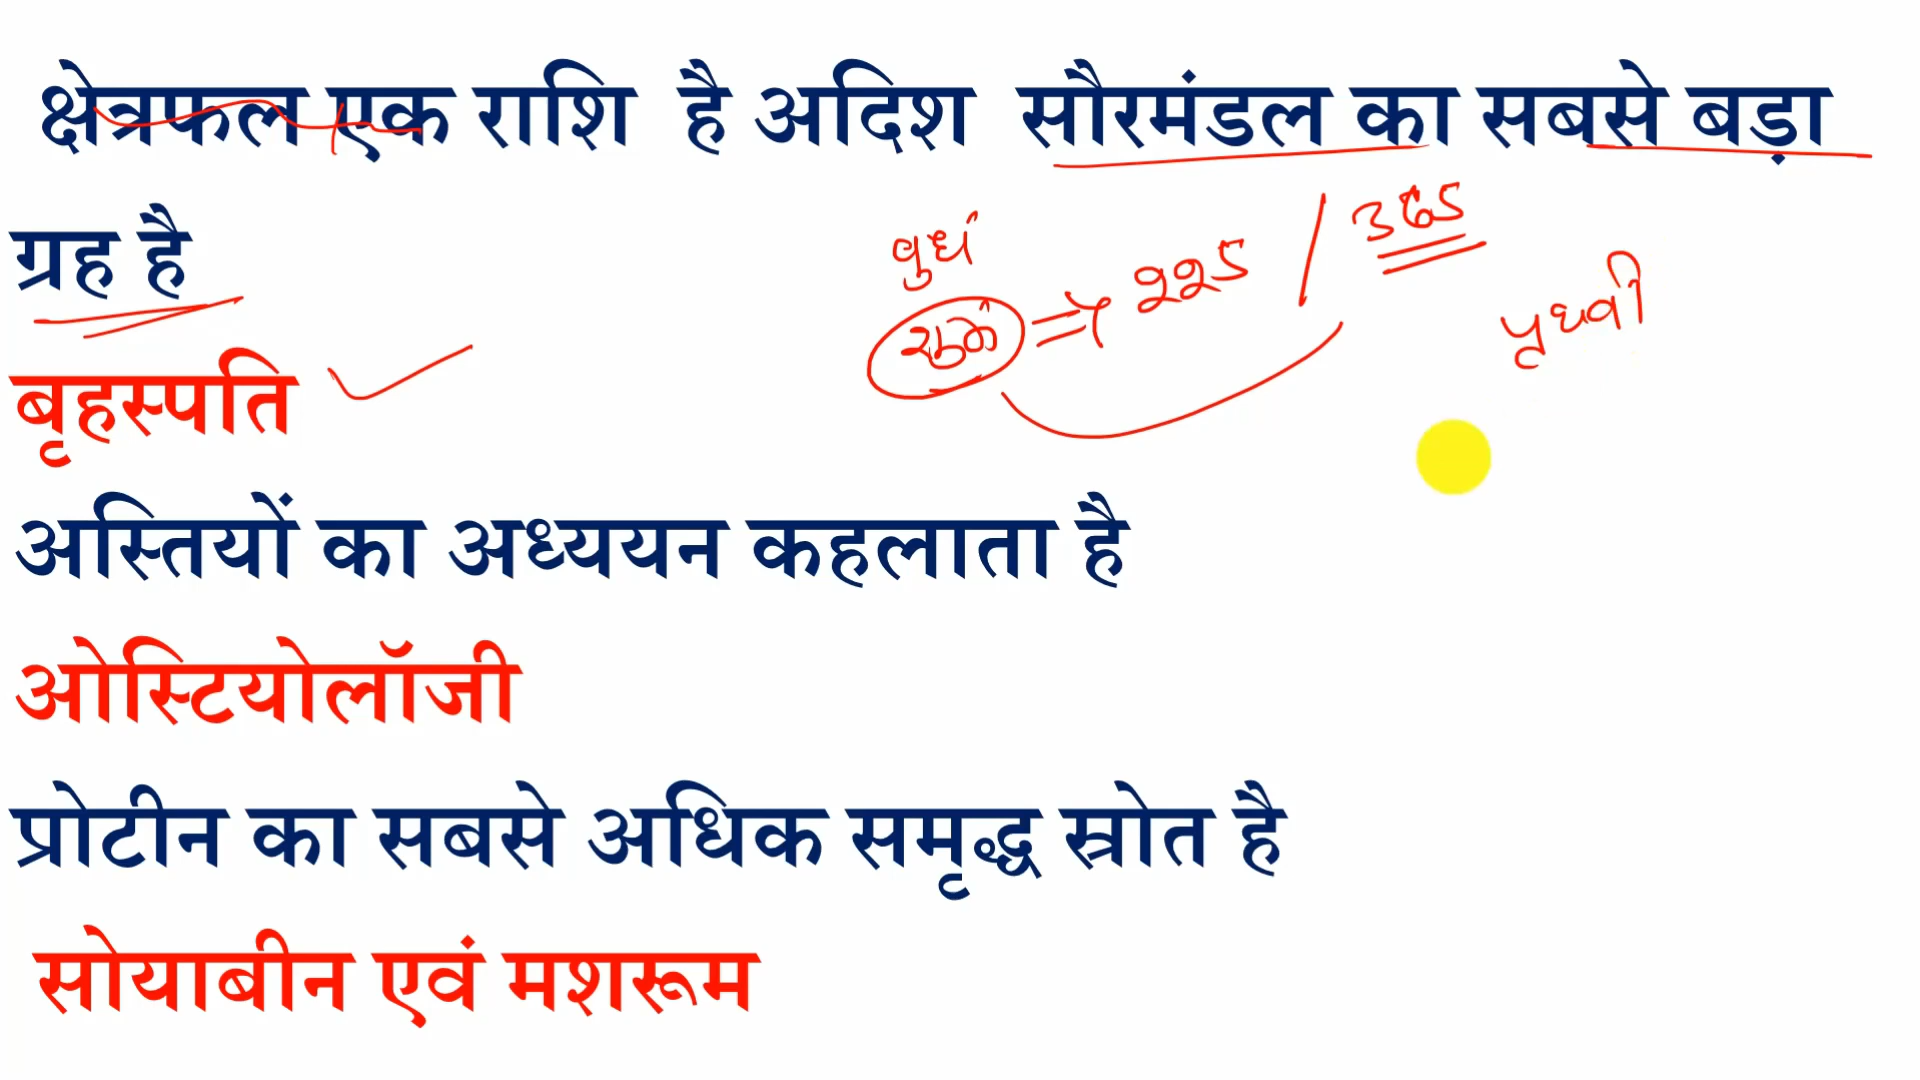 क्षेत्रफल एक राशि है अदिश सौरमंडल का सबसे बड़ा
ग्रह है
बुध
शुक्र => 225 / 365
पृथ्वी
बृहस्पति
अस्तियों का अध्ययन कहलाता है
ओस्टियोलॉजी
प्रोटीन का सबसे अधिक समृद्ध स्रोत है
सोयाबीन एवं मशरूम